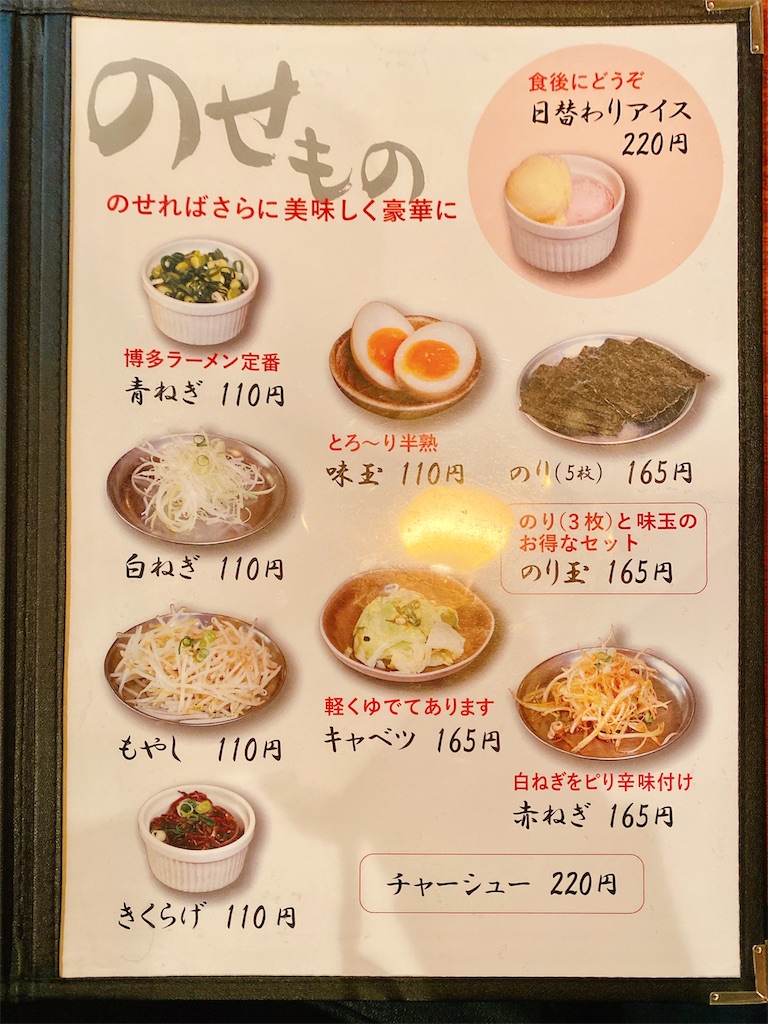 のせもの
のせればさらに美味しく豪華に
食後にどうぞ
日替わりアイス
220円
博多ラーメン定番
青ねぎ 110円
とろ〜り半熟
味玉 110円
のり(5枚) 165円
のり(3枚)と味玉の
お得なセット
のり玉 165円
白ねぎ 110円
もやし 110円
軽くゆでてあります
キャベツ 165円
白ねぎをピリ辛味付け
赤ねぎ 165円
きくらげ 110円
チャーシュー 220円